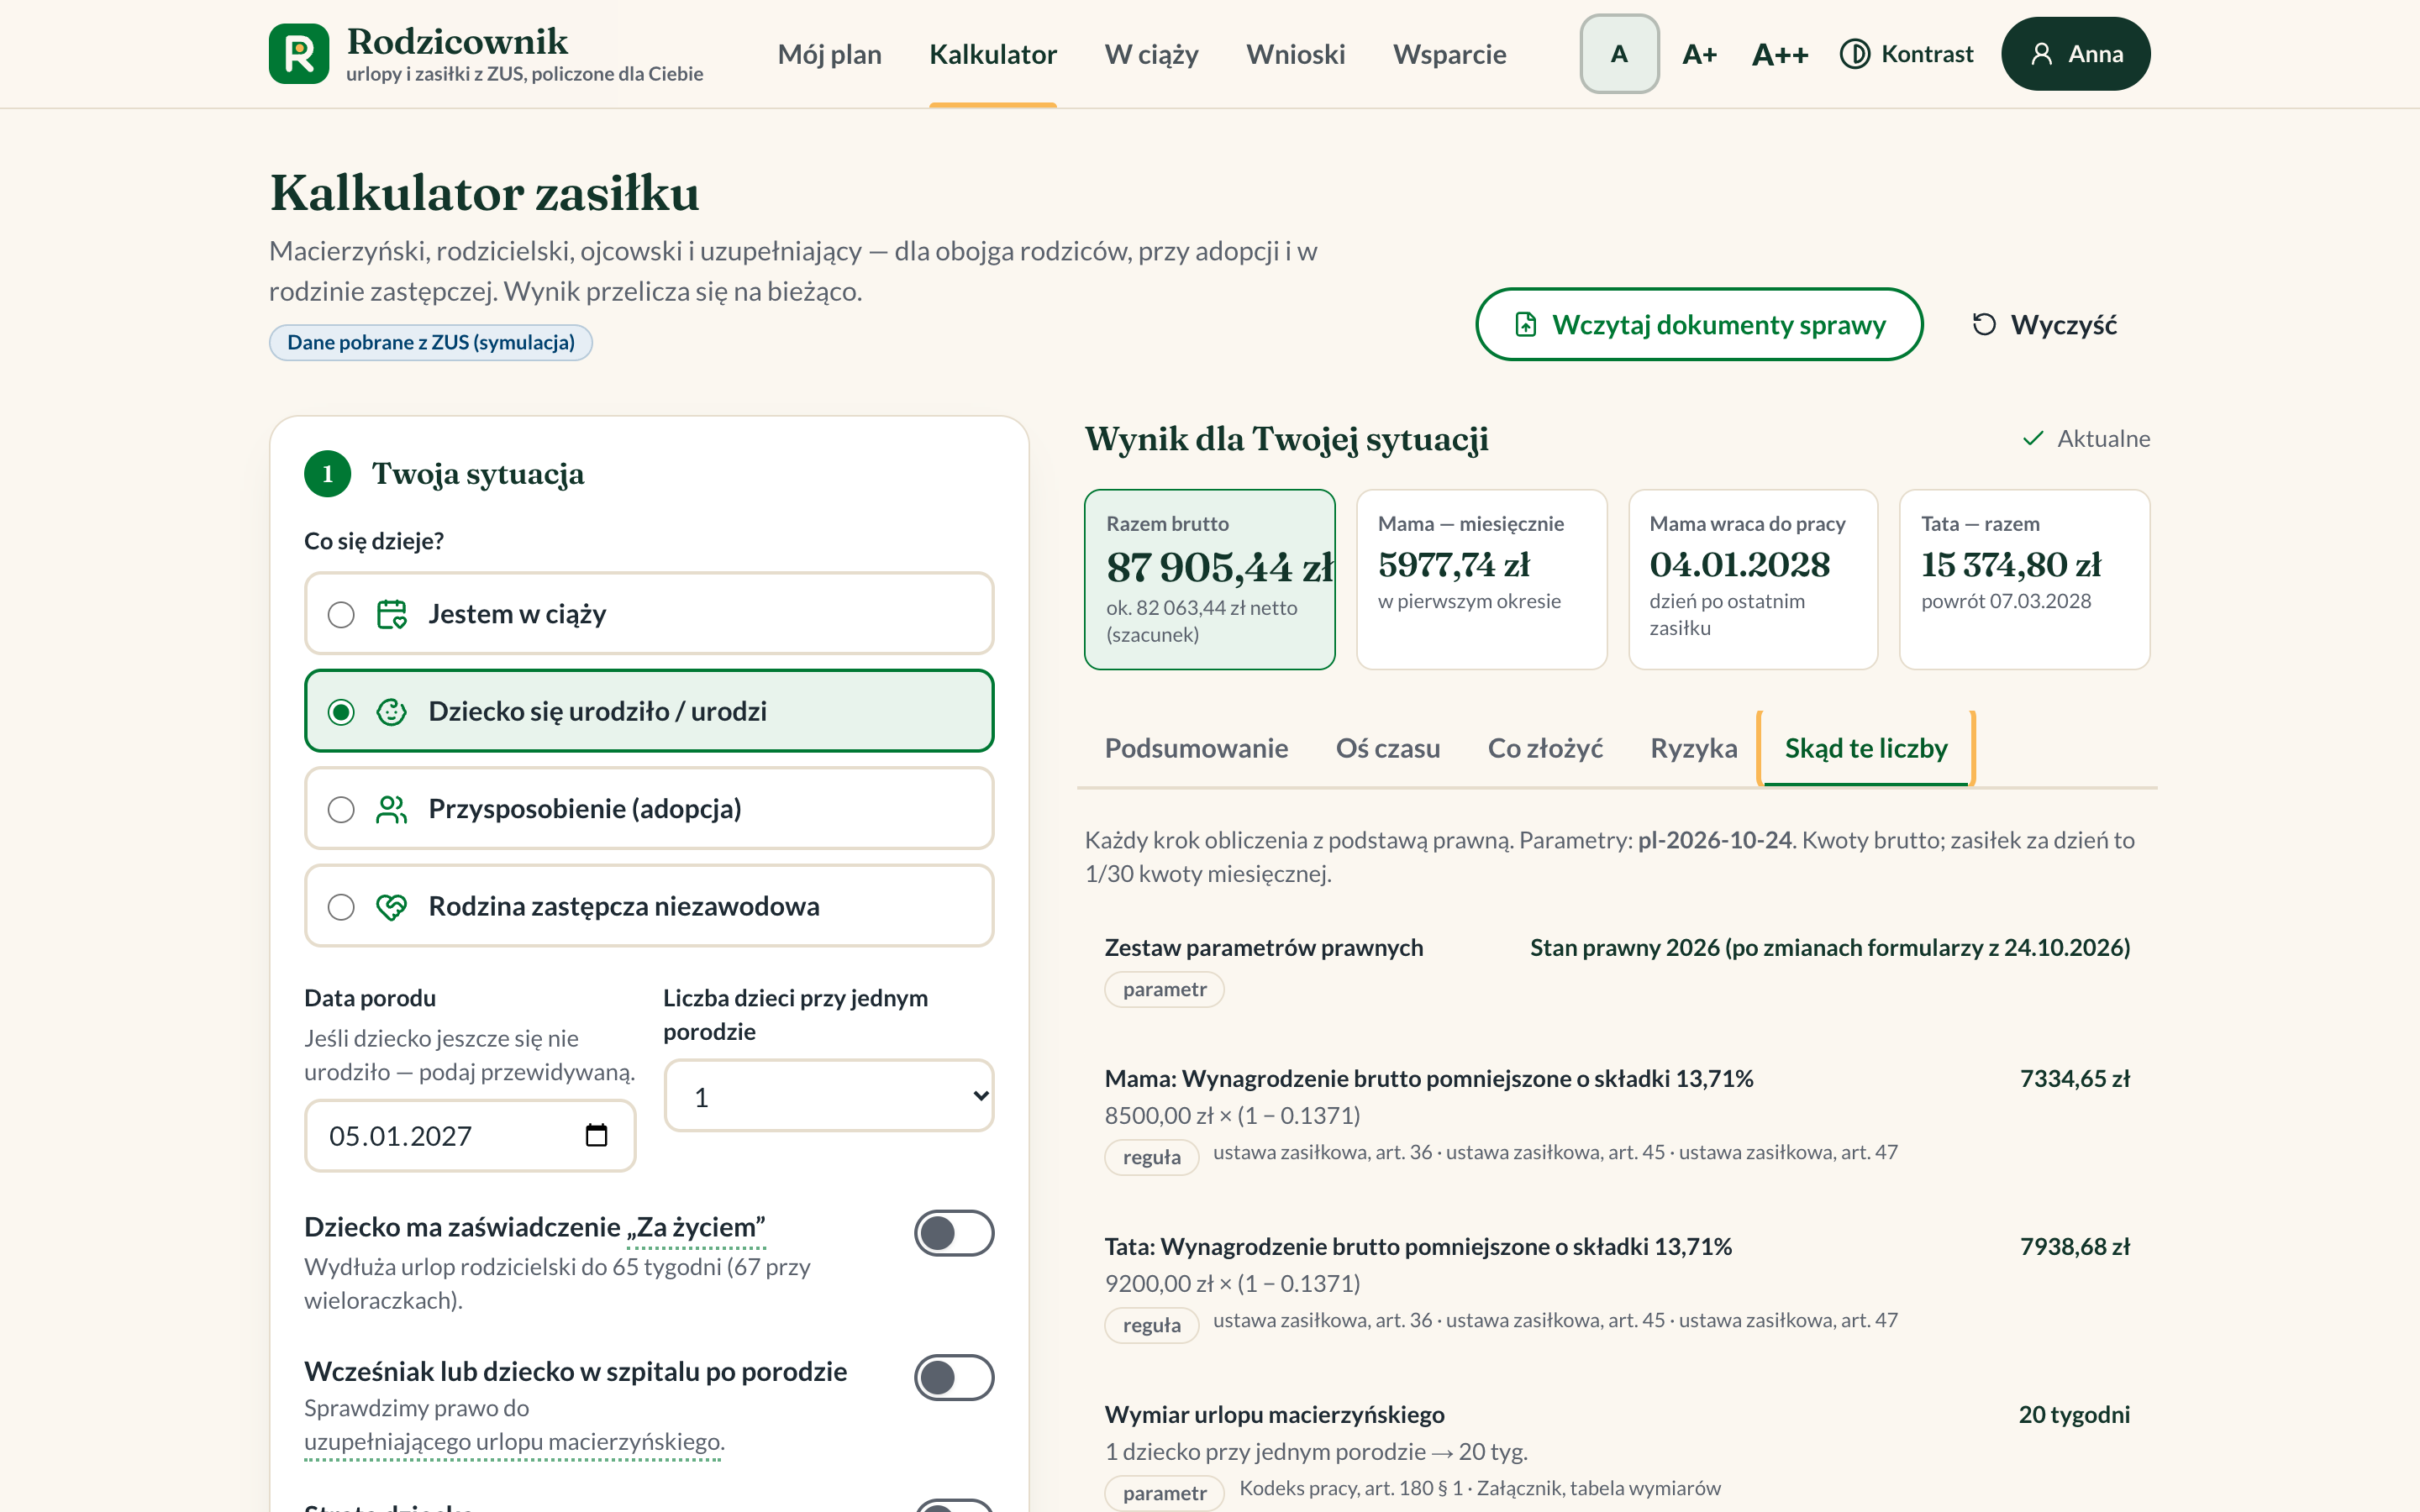 Rodzicownik
urlopy i zasiłki z ZUS, policzone dla Ciebie
Mój plan
Kalkulator
W ciąży
Wnioski
Wsparcie
A
A+
A++
Kontrast
Anna
Kalkulator zasiłku
Macierzyński, rodzicielski, ojcowski i uzupełniający — dla obojga rodziców, przy adopcji i w
rodzinie zastępczej. Wynik przelicza się na bieżąco.
Dane pobrane z ZUS (symulacja)
Wczytaj dokumenty sprawy
Wyczyść
1
Twoja sytuacja
Co się dzieje?
Jestem w ciąży
Dziecko się urodziło / urodzi
Przysposobienie (adopcja)
Rodzina zastępcza niezawodowa
Data porodu
Jeśli dziecko jeszcze się nie
urodziło — podaj przewidywaną.
05.01.2027
Liczba dzieci przy jednym
porodzie
1
Dziecko ma zaświadczenie „Za życiem”
Wydłuża urlop rodzicielski do 65 tygodni (67 przy
wieloraczkach).
Wcześniak lub dziecko w szpitalu po porodzie
Sprawdzimy prawo do
uzupełniającego urlopu macierzyńskiego.
Strata dziecka
Wynik dla Twojej sytuacji
Aktualne
Razem brutto
87 905,44 zł
ok. 82 063,44 zł netto
(szacunek)
Mama — miesięcznie
5977,74 zł
w pierwszym okresie
Mama wraca do pracy
04.01.2028
dzień po ostatnim
zasiłku
Tata — razem
15 374,80 zł
powrót 07.03.2028
Podsumowanie
Oś czasu
Co złożyć
Ryzyka
Skąd te liczby
Każdy krok obliczenia z podstawą prawną. Parametry: pl-2026-10-24. Kwoty brutto; zasiłek za dzień to
1/30 kwoty miesięcznej.
Zestaw parametrów prawnych
Stan prawny 2026 (po zmianach formularzy z 24.10.2026)
parametr
Mama: Wynagrodzenie brutto pomniejszone o składki 13,71%
7334,65 zł
8500,00 zł × (1 − 0.1371)
reguła
ustawa zasiłkowa, art. 36 · ustawa zasiłkowa, art. 45 · ustawa zasiłkowa, art. 47
Tata: Wynagrodzenie brutto pomniejszone o składki 13,71%
7938,68 zł
9200,00 zł × (1 − 0.1371)
reguła
ustawa zasiłkowa, art. 36 · ustawa zasiłkowa, art. 45 · ustawa zasiłkowa, art. 47
Wymiar urlopu macierzyńskiego
20 tygodni
1 dziecko przy jednym porodzie → 20 tyg.
parametr
Kodeks pracy, art. 180 § 1 · Załącznik, tabela wymiarów